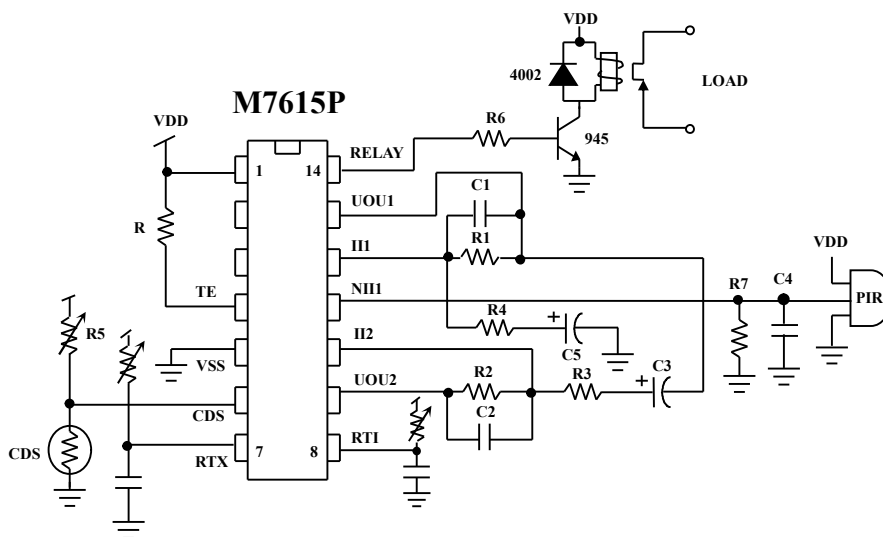 VDD
4002
LOAD
M7615P
R6
945
VDD
RELAY
1
14
C1
UOU1
R
II1
R1
VDD
C4
R7
TE
NII1
PIR
R4
R5
+
C5
VSS
II2
C3
+
UOU2
R2
R3
CDS
C2
CDS
RTX
7
8
RTI